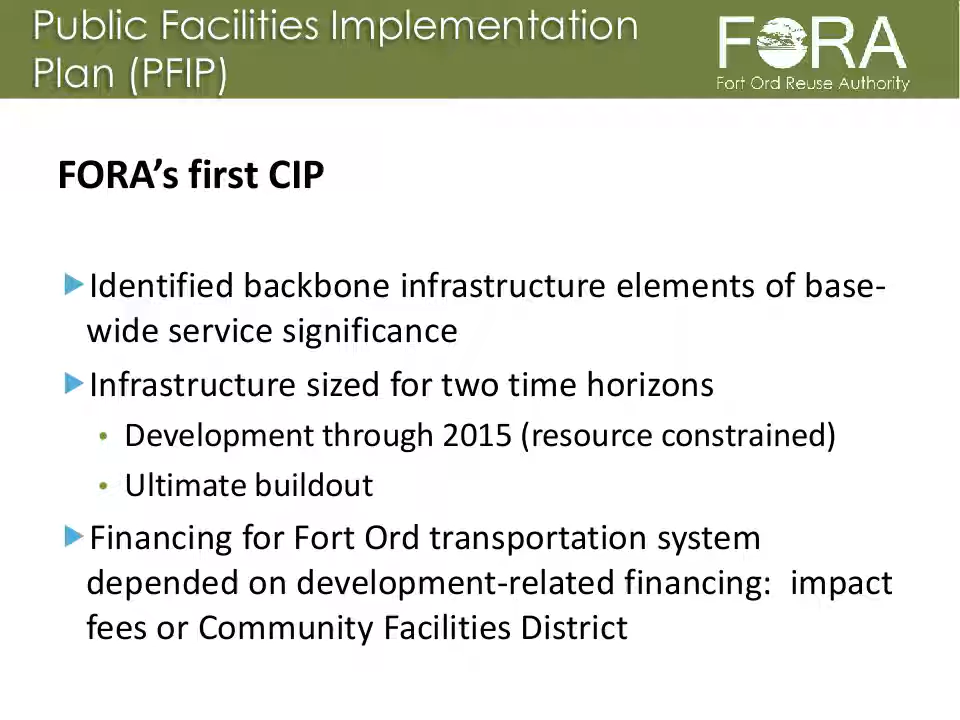 Public Facilities Implementation
Plan (PFIP)
FORA
Fort Ord Reuse Authority
FORA’s first CIP
Identified backbone infrastructure elements of base-
wide service significance
Infrastructure sized for two time horizons
• Development through 2015 (resource constrained)
• Ultimate buildout
Financing for Fort Ord transportation system
depended on development-related financing:  impact
fees or Community Facilities District